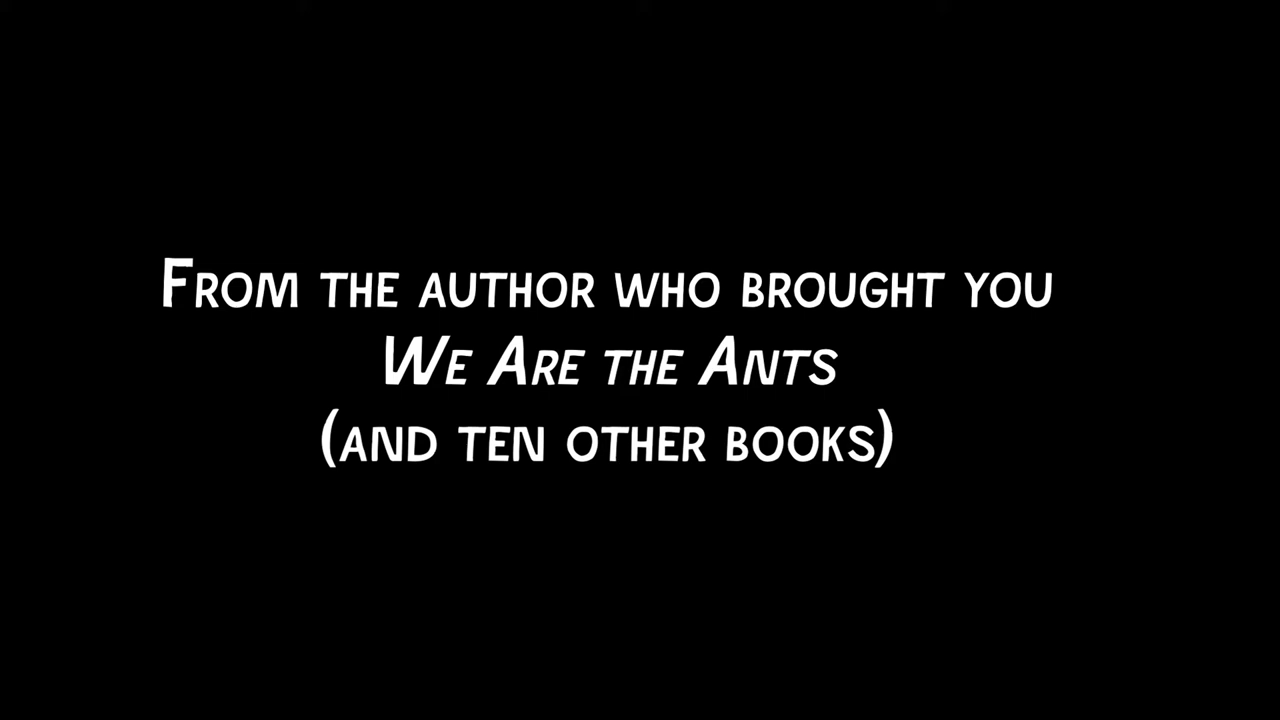 From the author who brought you
We Are the Ants
(and ten other books)